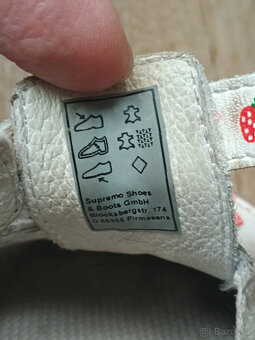 Supremo Shoes
& Boots GmbH
Blocksbergstr. 174
D 66955 Pirmasens